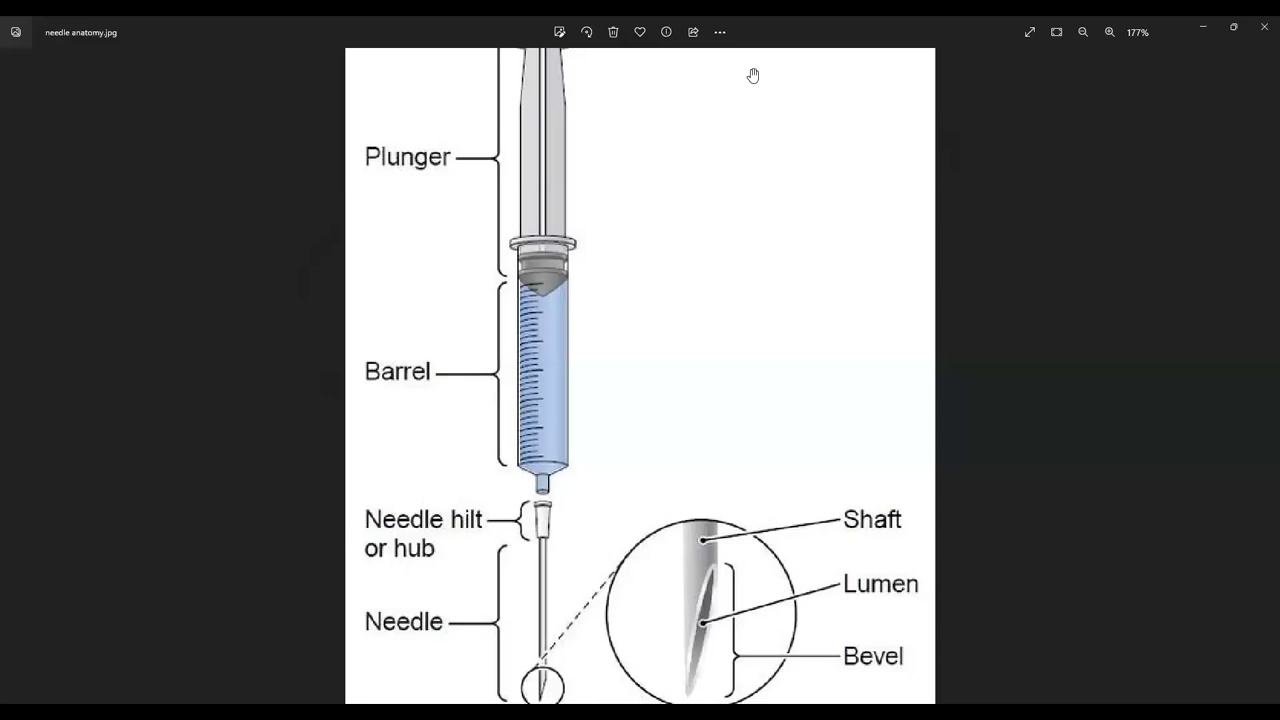 needle anatomy.jpg
177%
Plunger
Barrel
Needle hilt
or hub
Shaft
Lumen
Needle
Bevel